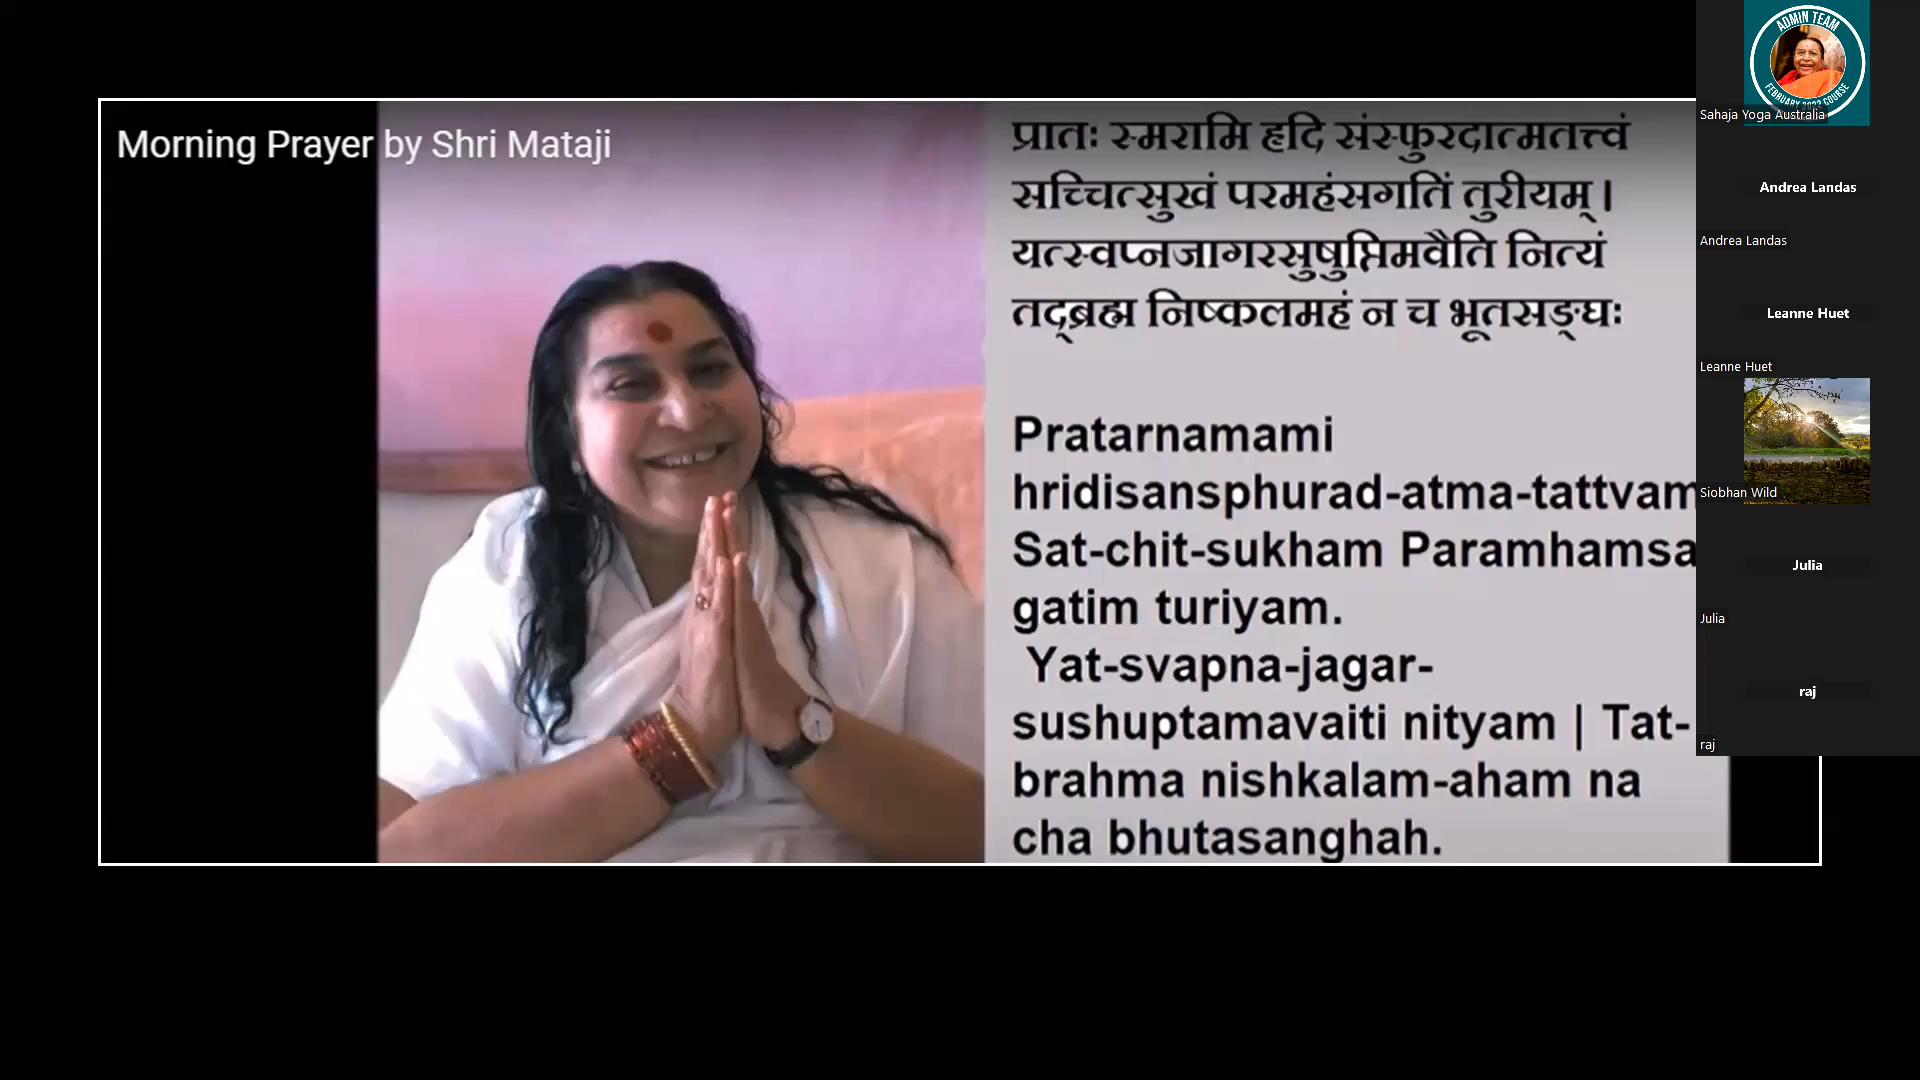 Morning Prayer by Shri Mataji
प्रातः स्मरामि हृदि संस्फुरदात्मतत्त्वं
सच्चित्सुखं परमहंसगतिं तुरीयम् ।
यत्स्वप्नजागरसुषुप्तिमवैति नित्यं
तद्ब्रह्म निष्कलमहं न च भूतसङ्घः
Pratarnamami
hridisansphurad-atma-tattvam
Sat-chit-sukham Paramhamsa
gatim turiyam.
Yat-svapna-jagar-
sushuptamavaiti nityam | Tat-
brahma nishkalam-aham na
cha bhutasanghah.
ADMIN TEAM
FEBRUARY 2022 COURSE
Sahaja Yoga Australia
Andrea Landas
Andrea Landas
Leanne Huet
Leanne Huet
Siobhan Wild
Julia
Julia
raj
raj